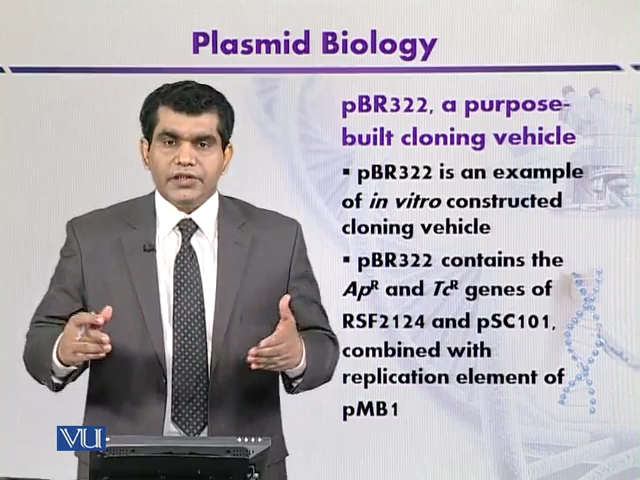 Plasmid Biology
pBR322, a purpose-
built cloning vehicle
▪ pBR322 is an example
of in vitro constructed
cloning vehicle
▪ pBR322 contains the
Apᴿ and Tcᴿ genes of
RSF2124 and pSC101,
combined with
replication element of
pMB1
VU